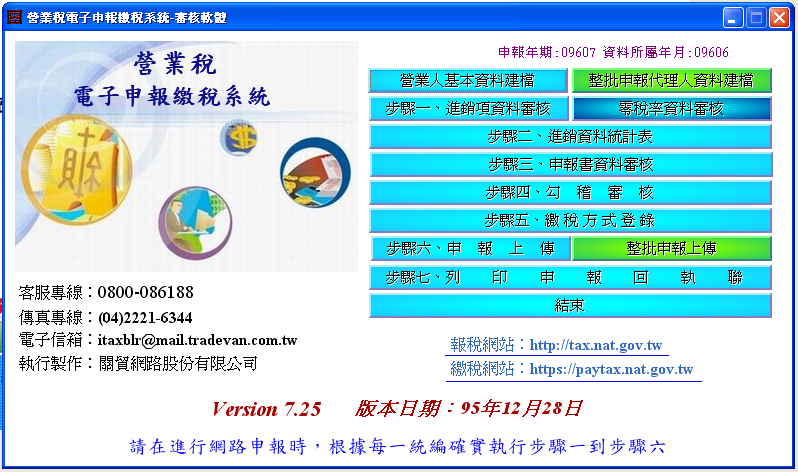 營業稅電子申報繳稅系統-審核軟體
營業稅
電子申報繳稅系統
申報年期:09607 資料所屬年月:09606
營業人基本資料建檔
整批申報代理人資料建檔
步驟一、進銷項資料審核
零稅率資料審核
步驟二、進銷資料統計表
步驟三、申報書資料審核
步驟四、勾 稽 審 核
步驟五、繳 稅 方 式 登 錄
步驟六、申 報 上 傳
整批申報上傳
步驟七、列 印 申 報 回 執 聯
結束
客服專線：0800-086188
傳真專線：(04)2221-6344
電子信箱：itaxblr@mail.tradevan.com.tw
執行製作：關貿網路股份有限公司
報稅網站：http://tax.nat.gov.tw
繳稅網站：https://paytax.nat.gov.tw
Version 7.25 版本日期：95年12月28日
請在進行網路申報時，根據每一統編確實執行步驟一到步驟六